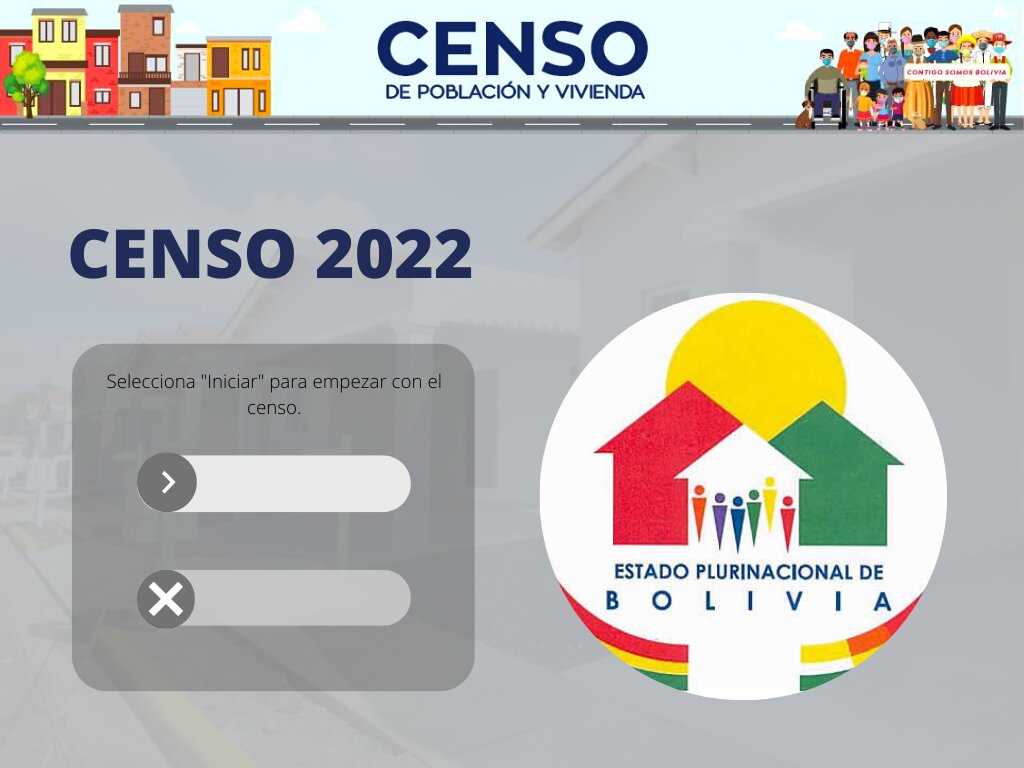 CENSO
DE POBLACIÓN Y VIVIENDA
CONTIGO SOMOS BOLIVIA
CENSO 2022
Selecciona "Iniciar" para empezar con el
censo.
ESTADO PLURINACIONAL DE
BOLIVIA